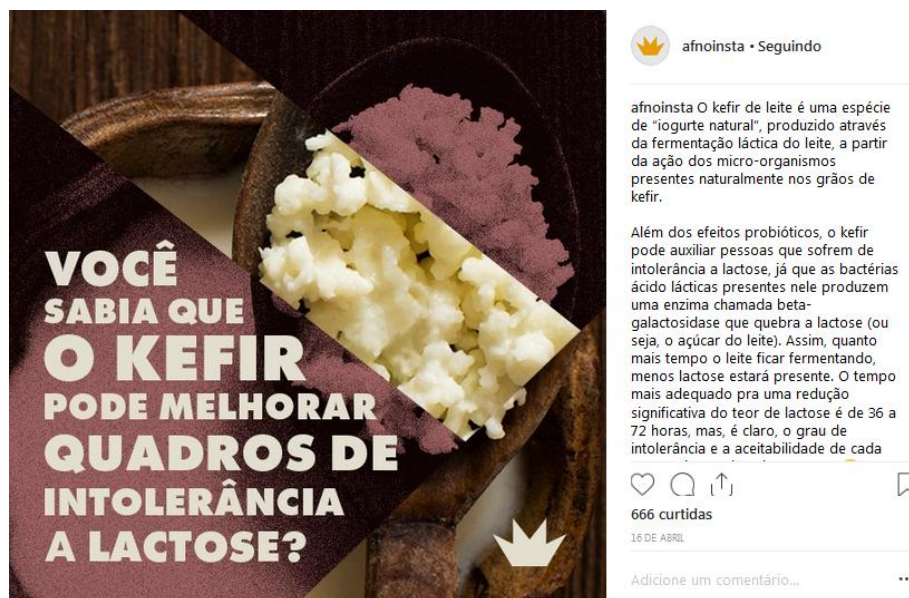 VOCÊ
SABIA QUE
O KEFIR
PODE MELHORAR
QUADROS DE
INTOLERÂNCIA
A LACTOSE?
afnoinsta • Seguindo
afnoinsta O kefir de leite é uma espécie
de "iogurte natural", produzido através
da fermentação láctica do leite, a partir
da ação dos micro-organismos
presentes naturalmente nos grãos de
kefir.
Além dos efeitos probióticos, o kefir
pode auxiliar pessoas que sofrem de
intolerância a lactose, já que as bactérias
ácido lácticas presentes nele produzem
uma enzima chamada beta-
galactosidase que quebra a lactose (ou
seja, o açúcar do leite). Assim, quanto
mais tempo o leite ficar fermentando,
menos lactose estará presente. O tempo
mais adequado pra uma redução
significativa do teor de lactose é de 36 a
72 horas, mas, é claro, o grau de
intolerância e a aceitabilidade de cada
666 curtidas
16 DE ABRIL
Adicione um comentário...